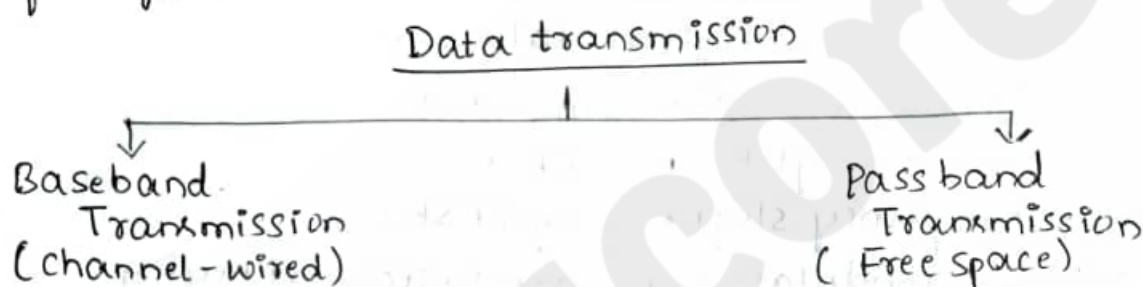 Data transmission
Baseband
Transmission
(channel-wired)
Pass band
Transmission
(Free space)